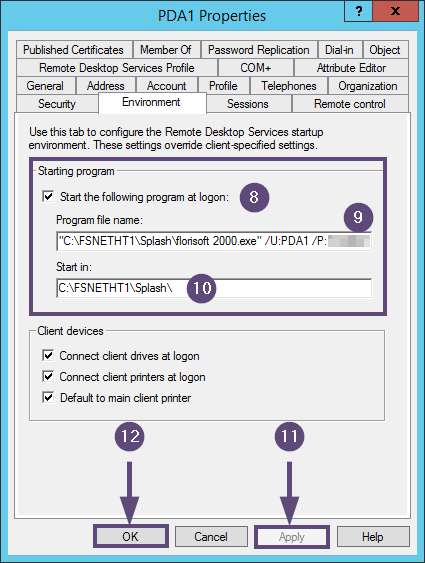 PDA1 Properties
?
x
Published Certificates
Member Of
Password Replication
Dial-in
Object
Remote Desktop Services Profile
COM+
Attribute Editor
General
Address
Account
Profile
Telephones
Organization
Security
Environment
Sessions
Remote control
Use this tab to configure the Remote Desktop Services startup
environment. These settings override client-specified settings.
Starting program
Start the following program at logon:
8
Program file name:
9
"C:\FSNETHT1\Splash\florisoft 2000.exe" /U:PDA1 /P:
Start in:
C:\FSNETHT1\Splash\
10
Client devices
Connect client drives at logon
Connect client printers at logon
Default to main client printer
12
11
OK
Cancel
Apply
Help